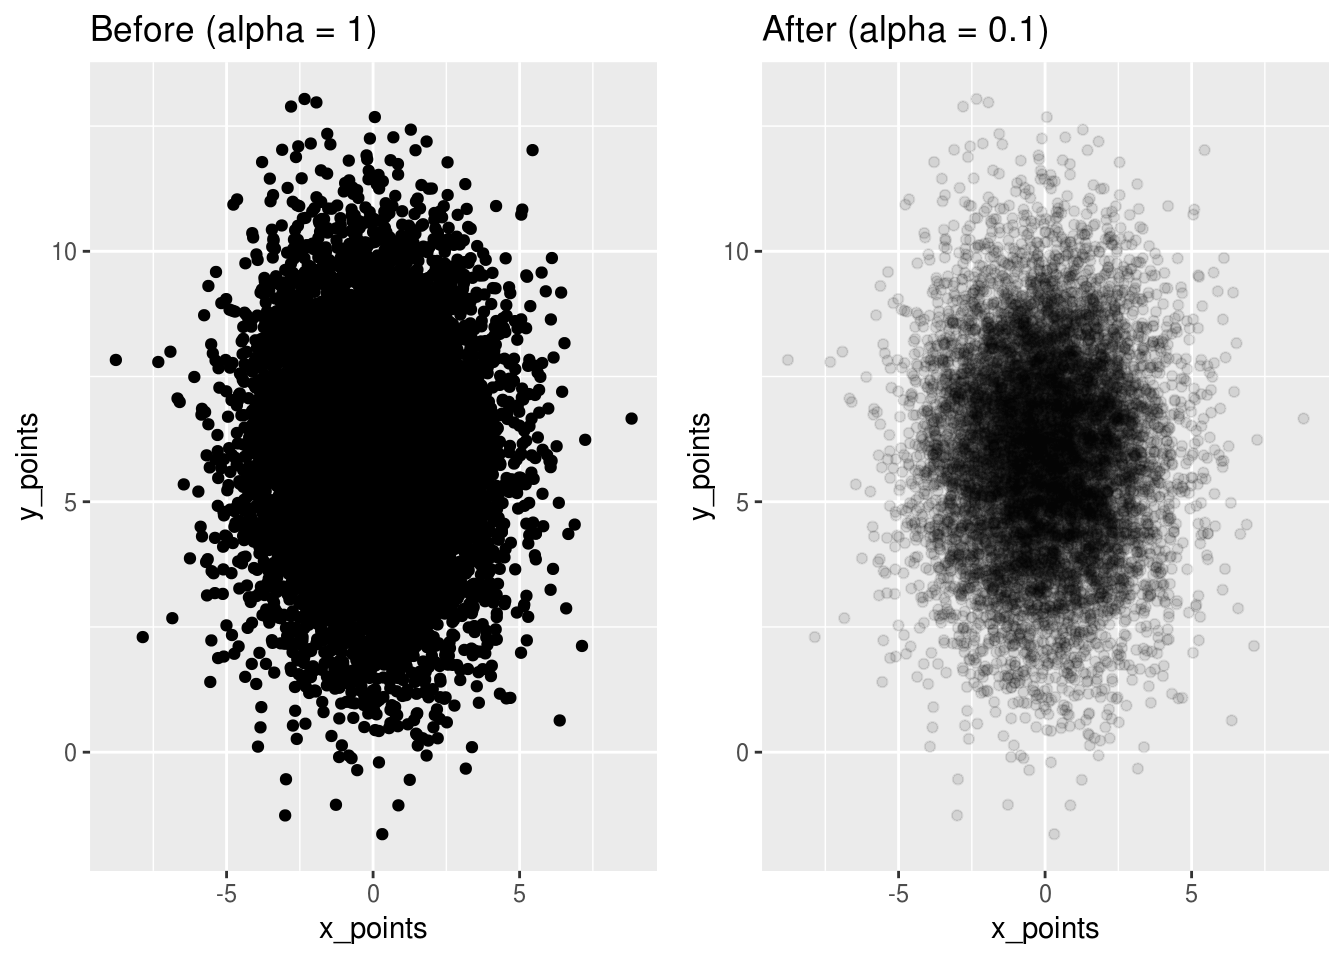 Before (alpha = 1)
10
5
0
y_points
-5 0 5
x_points
After (alpha = 0.1)
10
5
0
y_points
-5 0 5
x_points